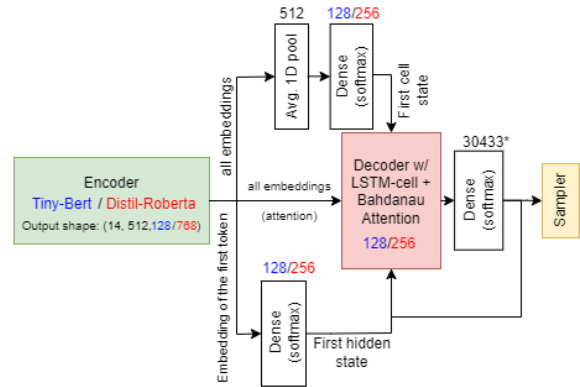 512
128/256
Avg. 1D pool
Dense
(softmax)
First cell
state
all embeddings
30433*
Encoder
Tiny-Bert / Distil-Roberta
Output shape: (14, 512,128/768)
all embeddings
(attention)
Decoder w/
LSTM-cell +
Bahdanau
Attention
128/256
Dense
(softmax)
Sampler
Embedding of the first token
128/256
Dense
(softmax)
First hidden
state